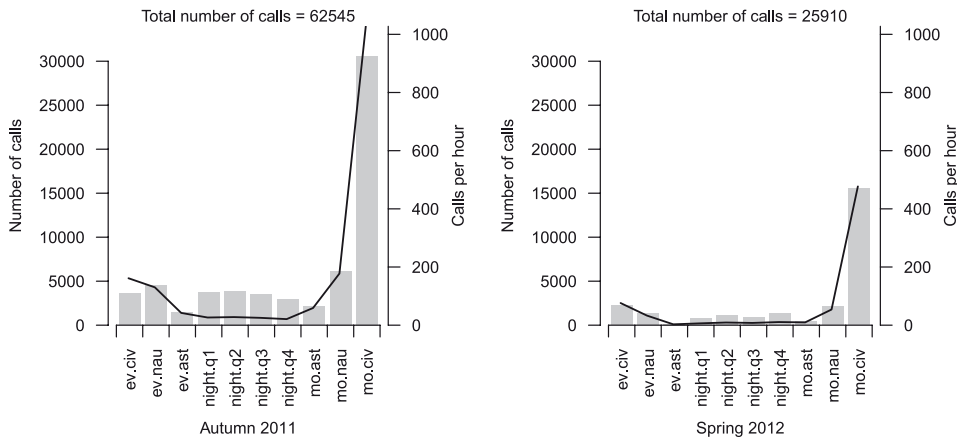 Total number of calls = 62545
30000
25000
20000
15000
10000
5000
0
Number of calls
1000
800
600
400
200
0
Calls per hour
ev.civ
ev.nau
ev.ast
night.q1
night.q2
night.q3
night.q4
mo.ast
mo.nau
mo.civ
Autumn 2011
Total number of calls = 25910
30000
25000
20000
15000
10000
5000
0
Number of calls
1000
800
600
400
200
0
Calls per hour
ev.civ
ev.nau
ev.ast
night.q1
night.q2
night.q3
night.q4
mo.ast
mo.nau
mo.civ
Spring 2012